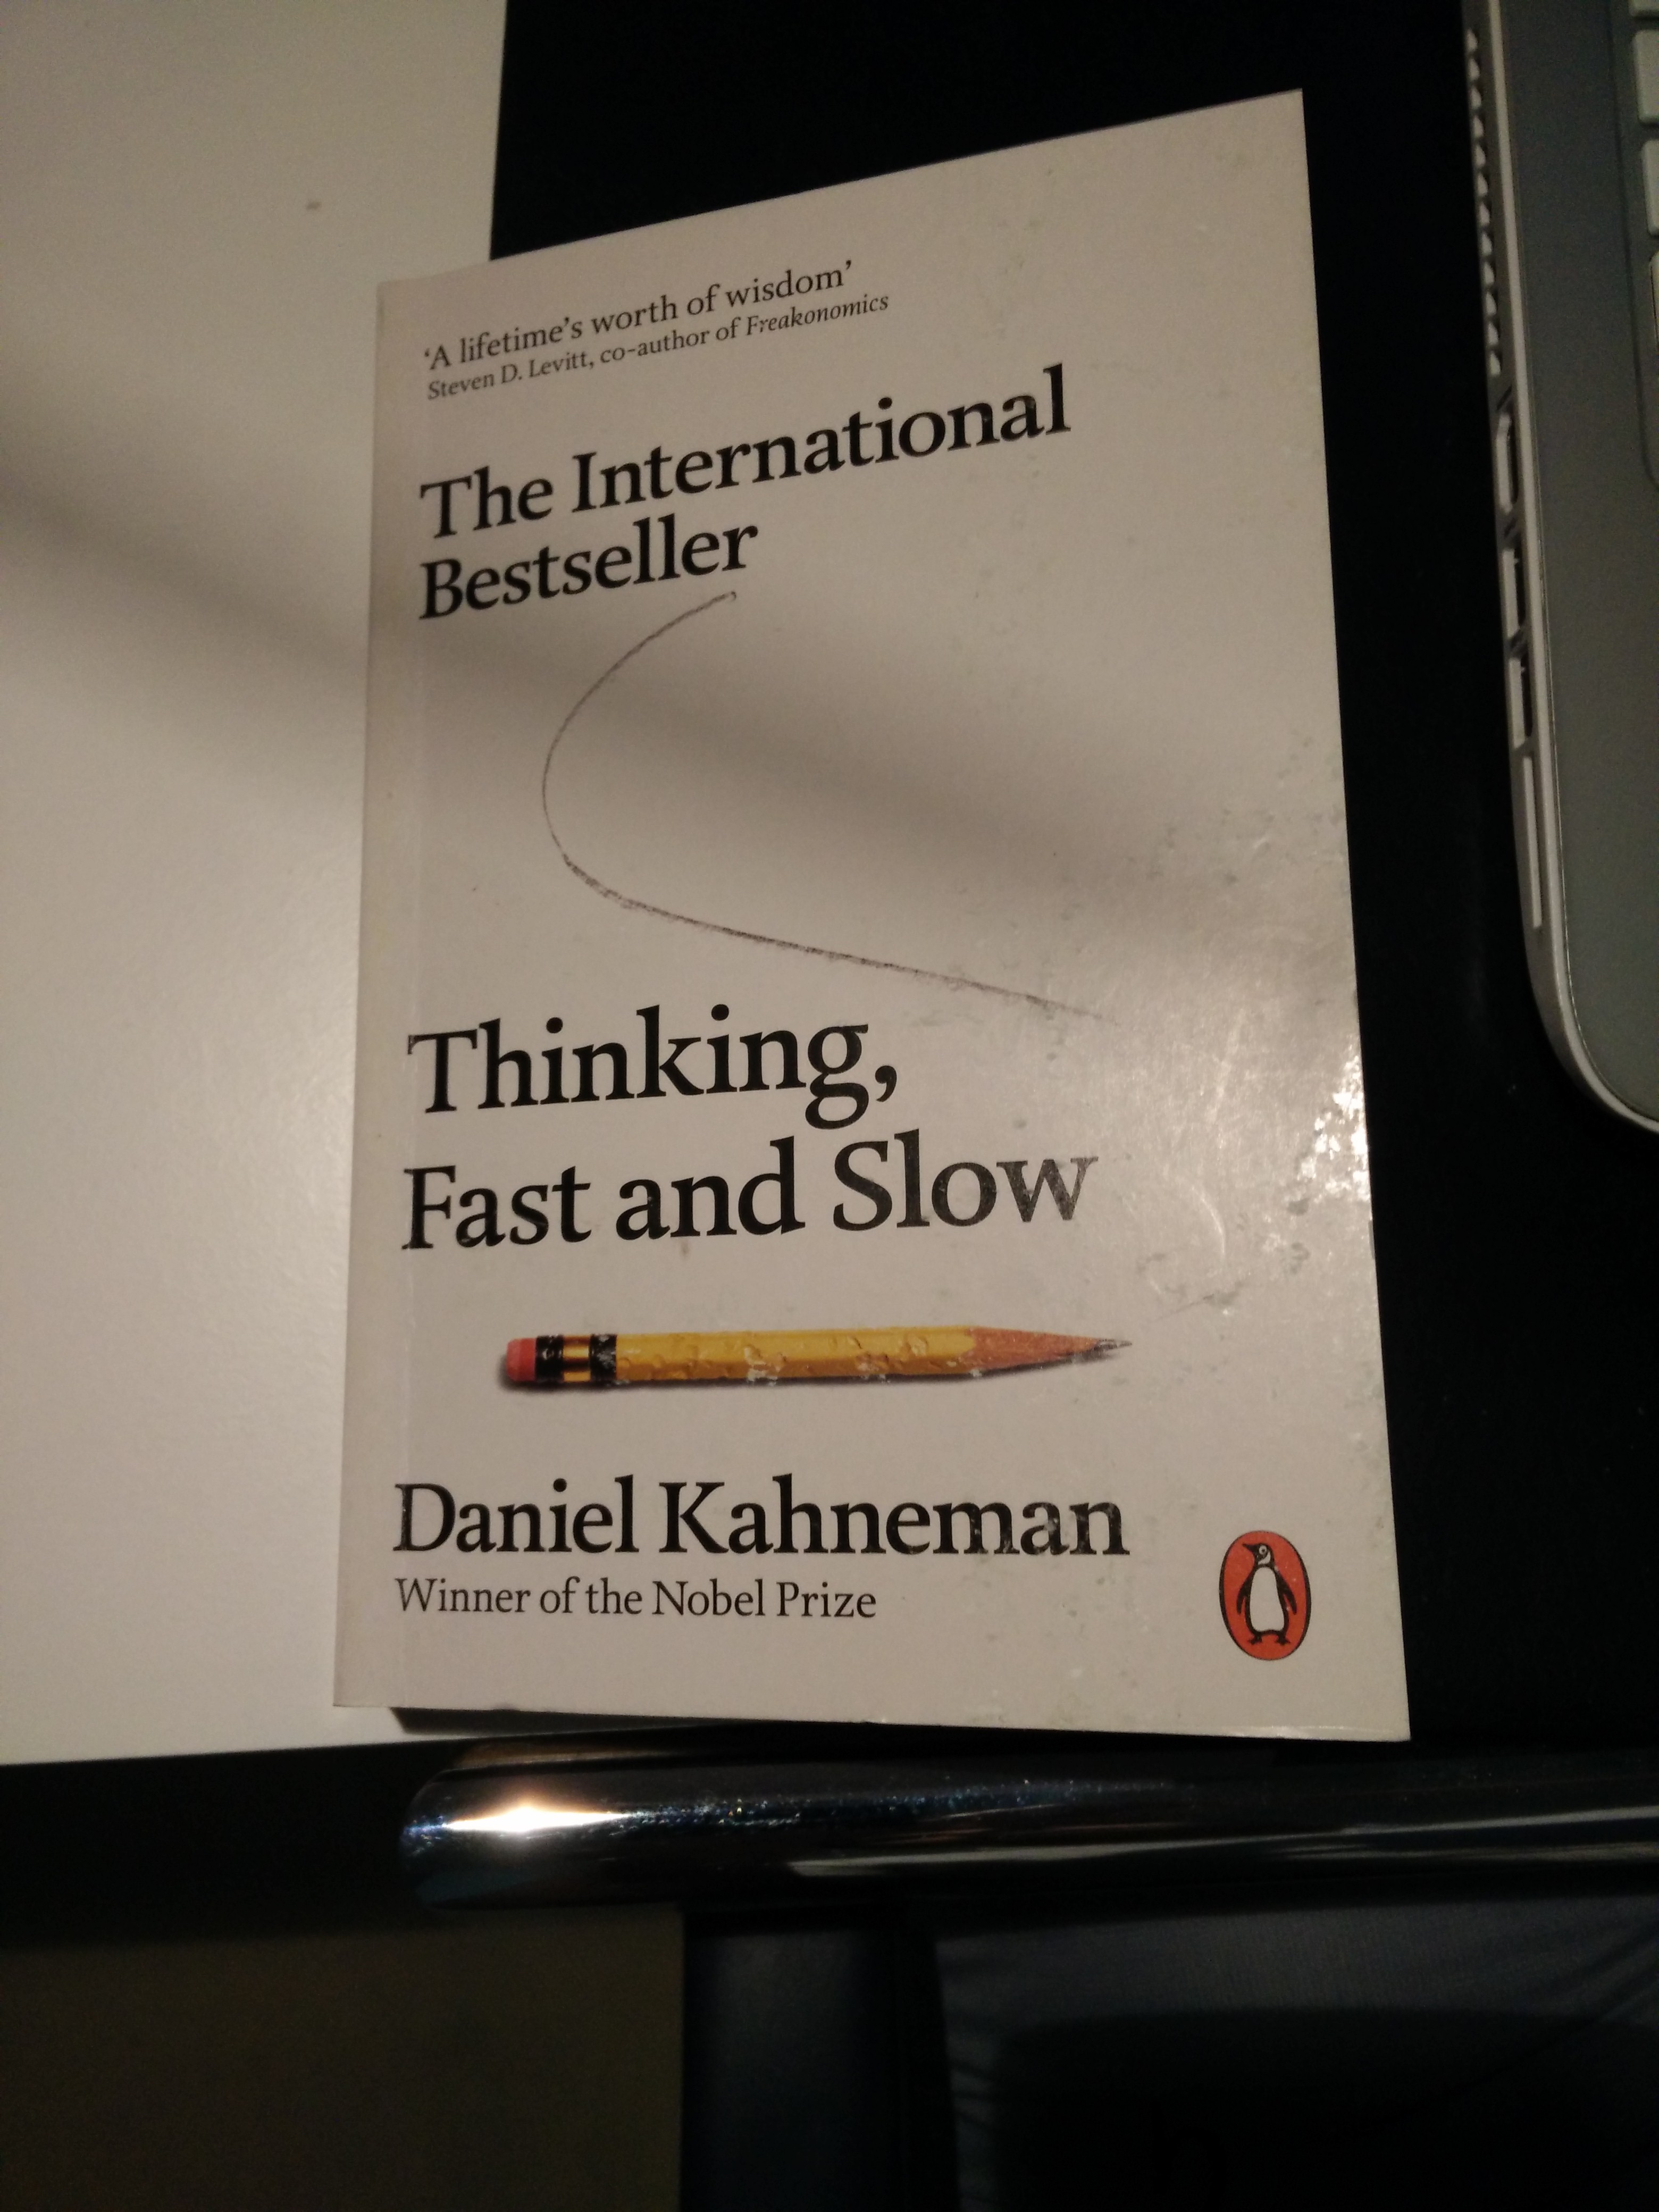 ‘A lifetime’s worth of wisdom’
Steven D. Levitt, co-author of Freakonomics
The International
Bestseller
Thinking,
Fast and Slow
Daniel Kahneman
Winner of the Nobel Prize